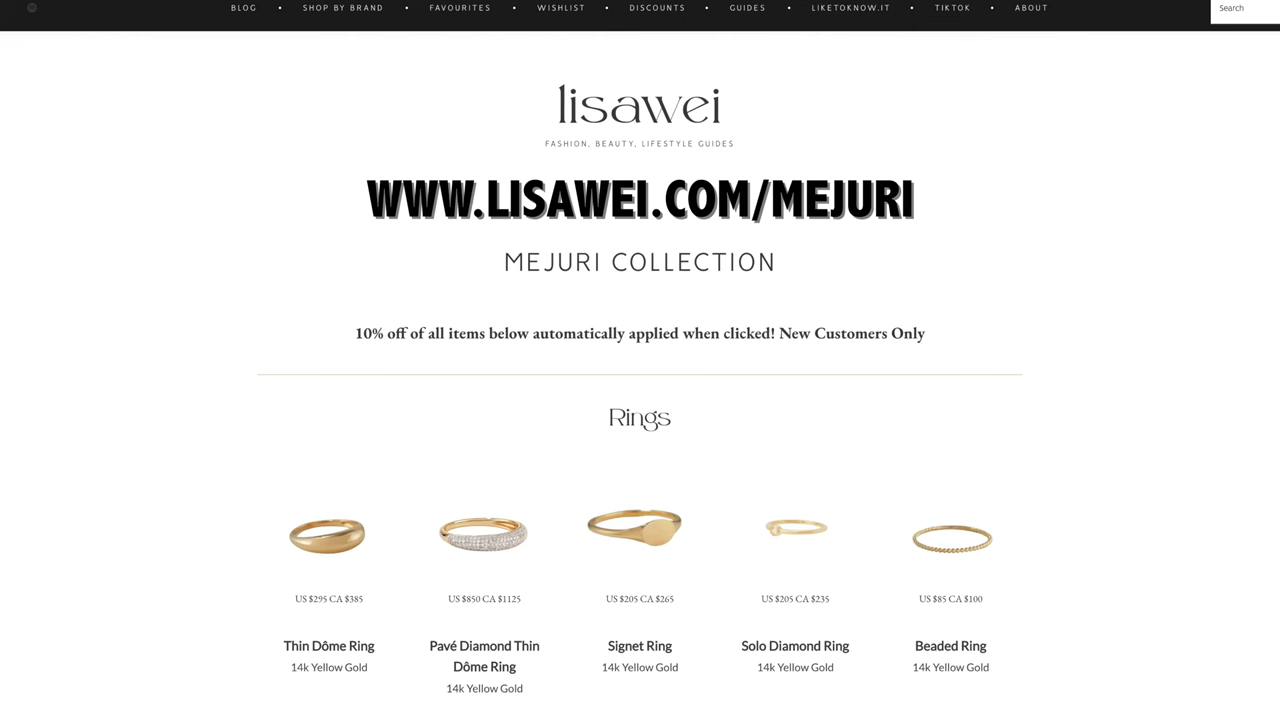 BLOG • SHOP BY BRAND • FAVOURITES • WISHLIST • DISCOUNTS • GUIDES • LIKETOKNOW.IT • TIKTOK • ABOUT
Search
lisawei
FASHION, BEAUTY, LIFESTYLE GUIDES
WWW.LISAWEI.COM/MEJURI
MEJURI COLLECTION
10% off of all items below automatically applied when clicked! New Customers Only
Rings
US $295 CA $385
US $850 CA $1125
US $205 CA $265
US $205 CA $235
US $85 CA $100
Thin Dôme Ring
14k Yellow Gold
Pavé Diamond Thin
Dôme Ring
14k Yellow Gold
Signet Ring
14k Yellow Gold
Solo Diamond Ring
14k Yellow Gold
Beaded Ring
14k Yellow Gold